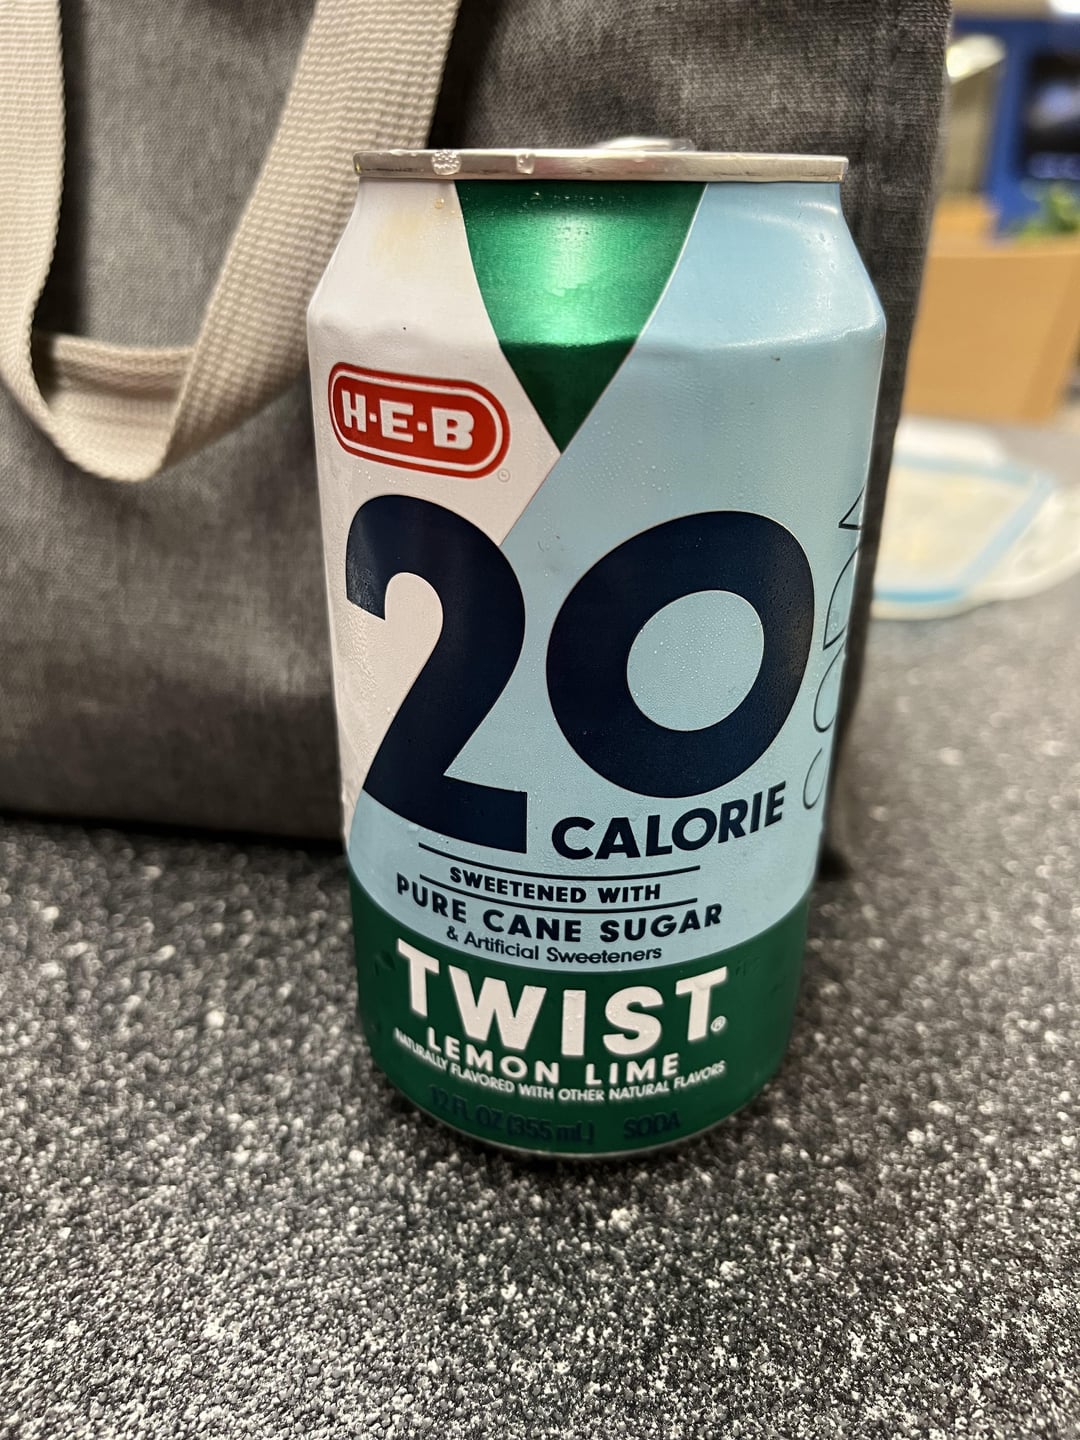 H·E·B
20
CALORIE
SODA
SWEETENED WITH
PURE CANE SUGAR
& Artificial Sweeteners
TWIST®
LEMON LIME
NATURALLY FLAVORED WITH OTHER NATURAL FLAVORS
12 FL OZ (355 mL) SODA